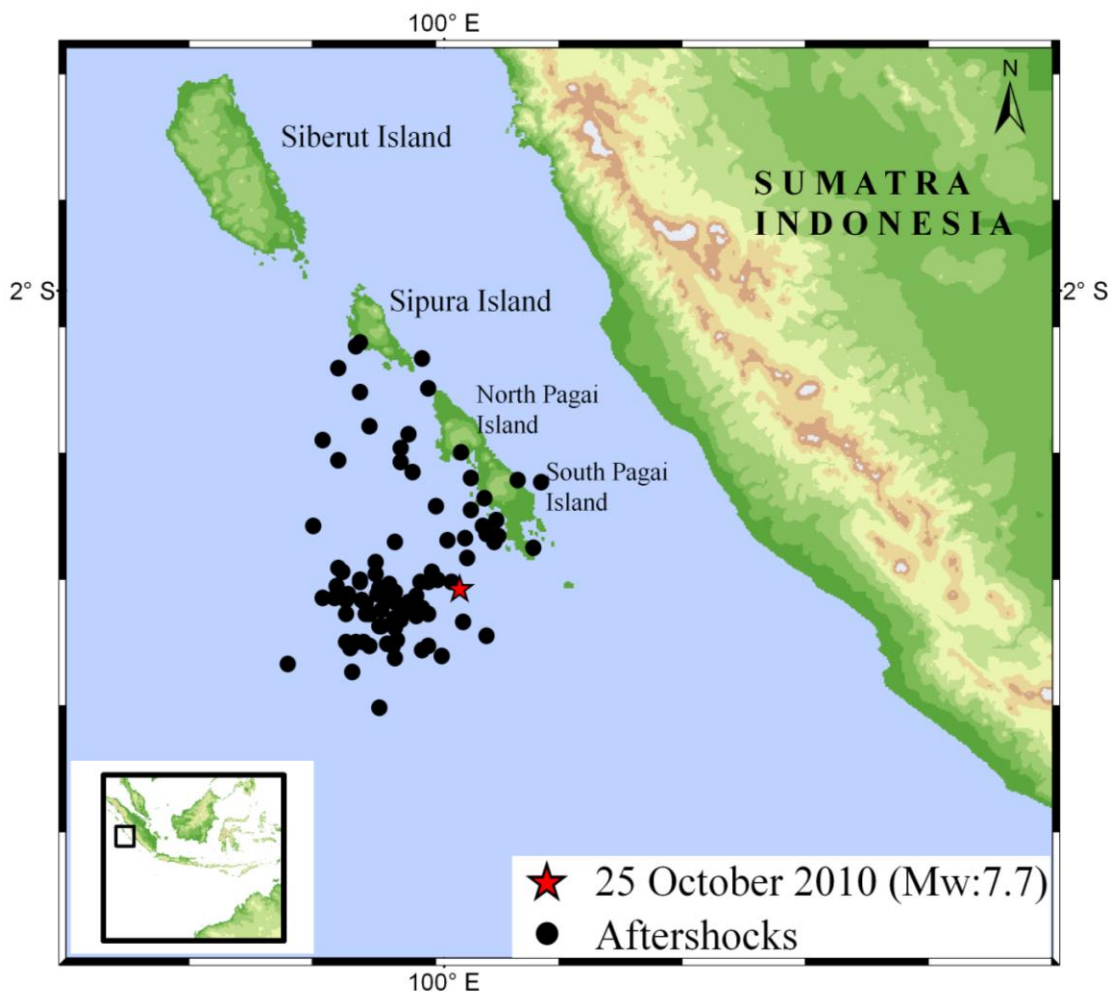 100° E
N
Siberut Island
SUMATRA
INDONESIA
2° S
2° S
Sipura Island
North Pagai
Island
South Pagai
Island
25 October 2010 (Mw:7.7)
Aftershocks
100° E